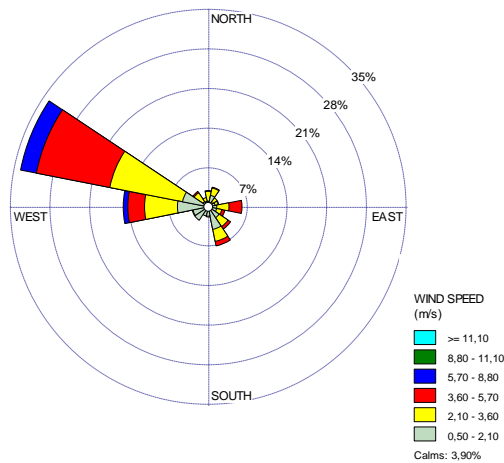 NORTH
35%
28%
21%
14%
7%
WEST
EAST
SOUTH
WIND SPEED
(m/s)
>= 11,10
8,80 - 11,10
5,70 - 8,80
3,60 - 5,70
2,10 - 3,60
0,50 - 2,10
Calms: 3,90%